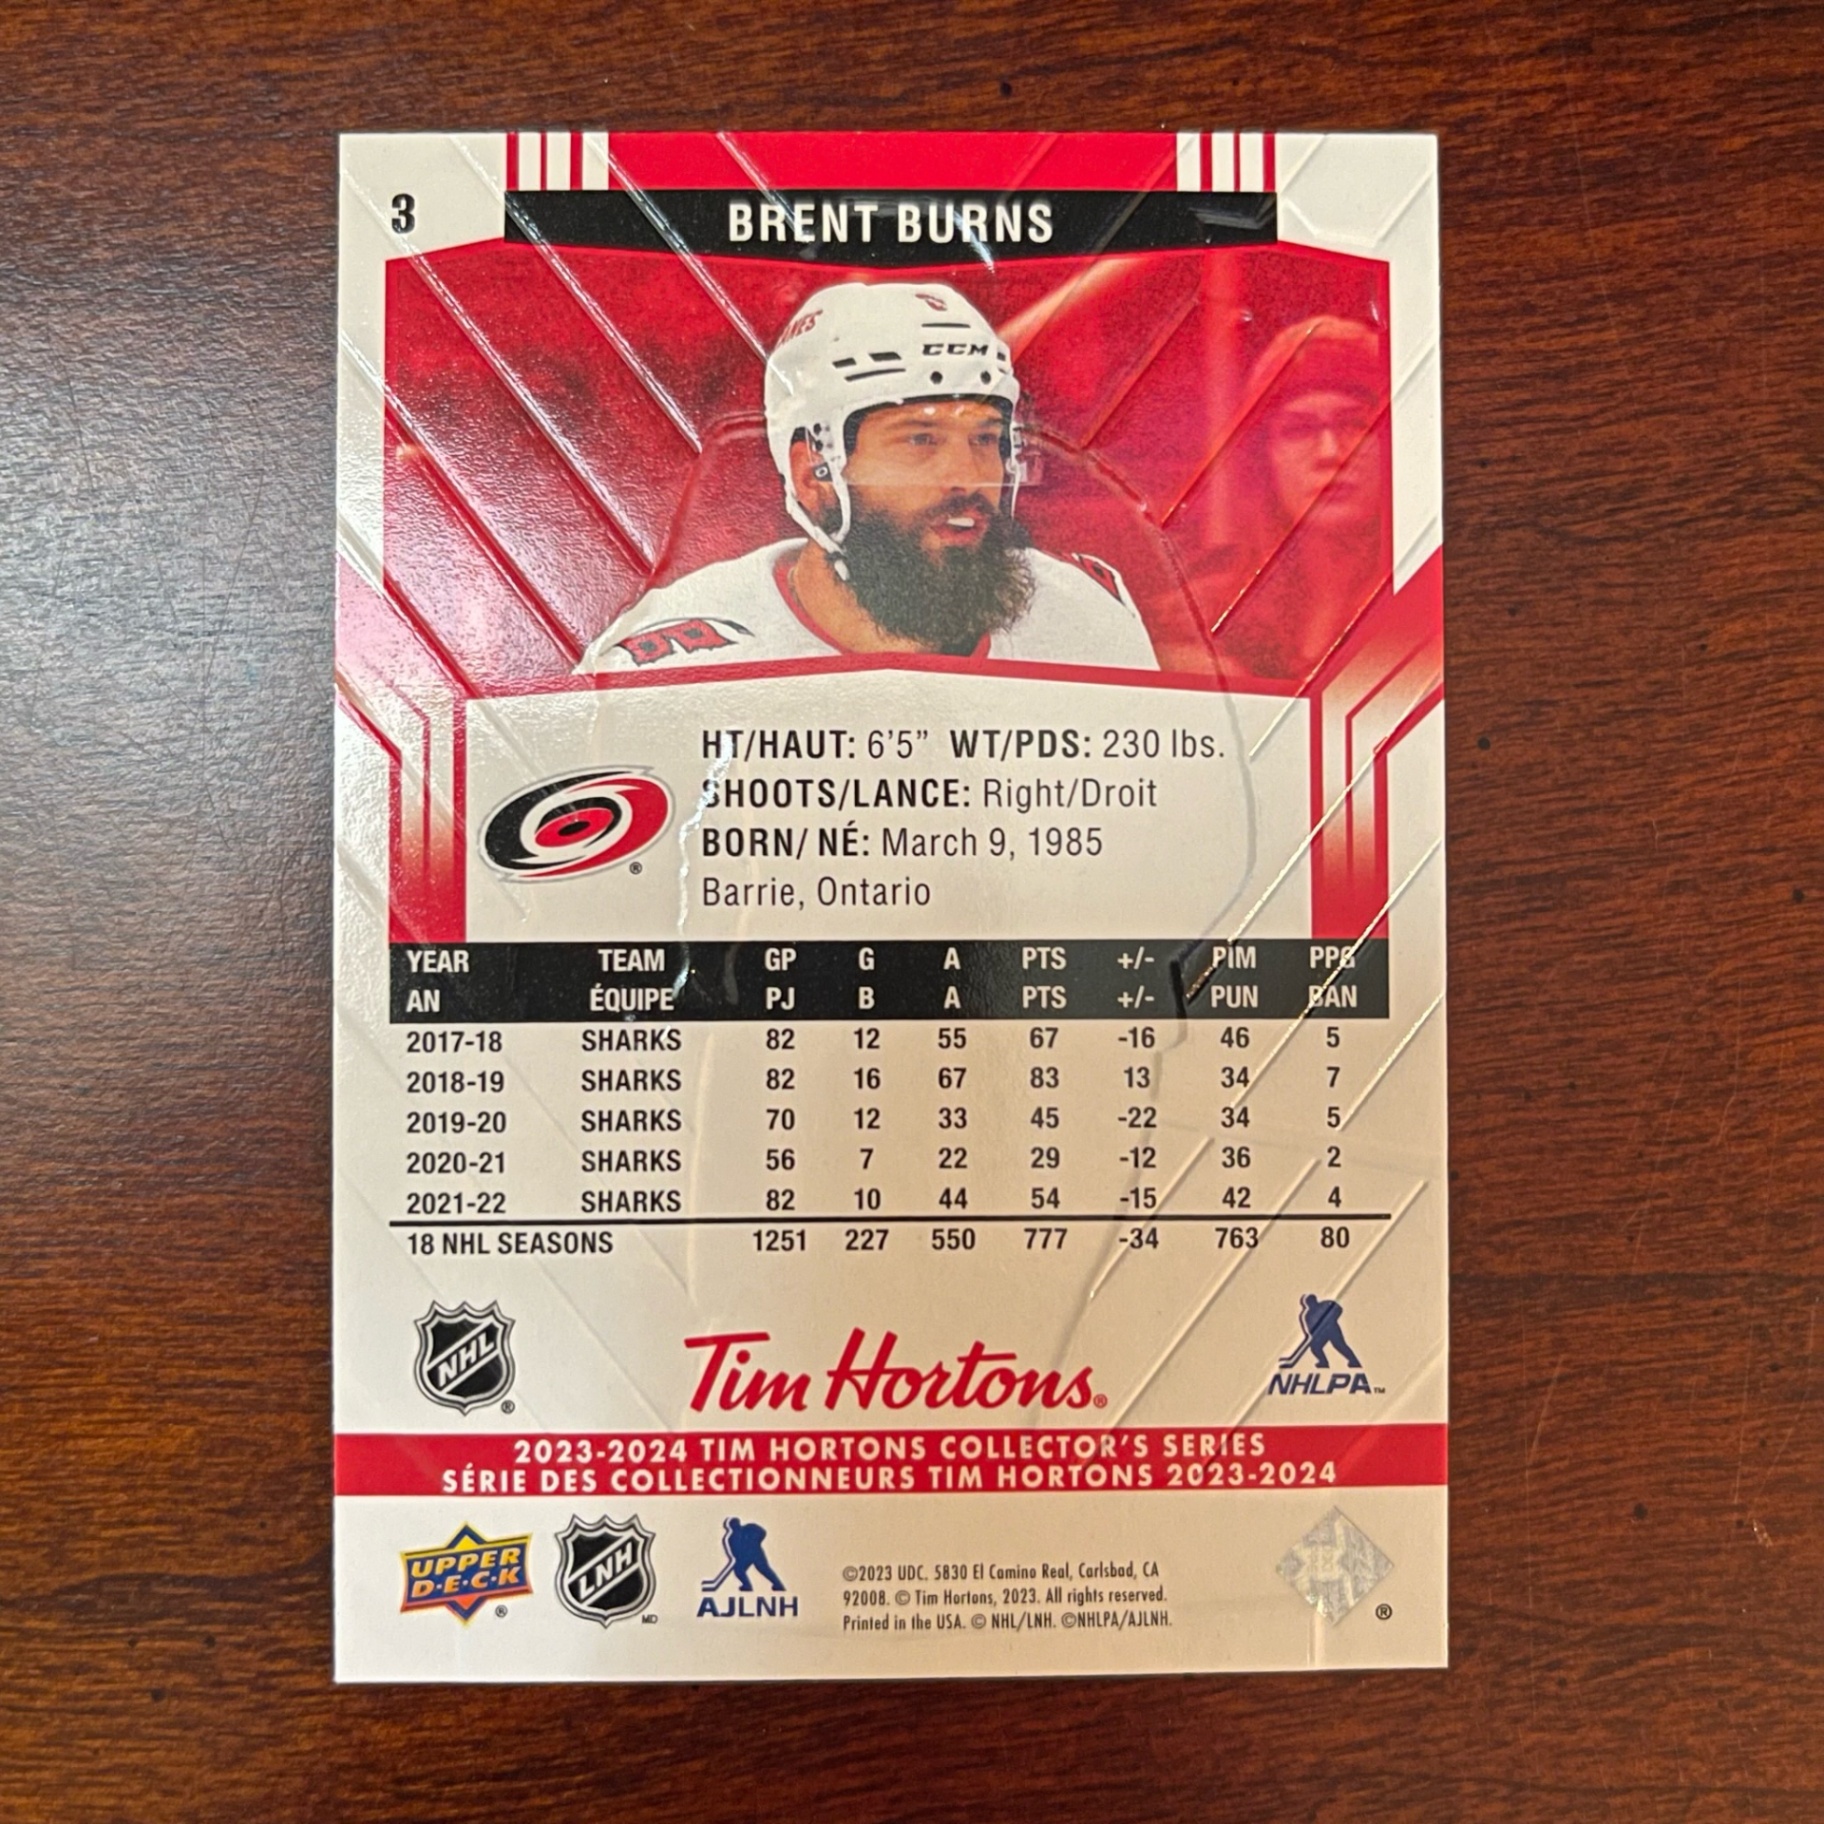 3
BRENT BURNS
CCM
HT/HAUT: 6'5" WT/PDS: 230 lbs.
SHOOTS/LANCE: Right/Droit
BORN/ NÉ: March 9, 1985
Barrie, Ontario
®
YEAR TEAM GP G A PTS +/- PIM PPG
AN ÉQUIPE PJ B A PTS +/- PUN BAN
2017-18 SHARKS 82 12 55 67 -16 46 5
2018-19 SHARKS 82 16 67 83 13 34 7
2019-20 SHARKS 70 12 33 45 -22 34 5
2020-21 SHARKS 56 7 22 29 -12 36 2
2021-22 SHARKS 82 10 44 54 -15 42 4
18 NHL SEASONS 1251 227 550 777 -34 763 80
NHL ®
Tim Hortons®
NHLPA™
2023-2024 TIM HORTONS COLLECTOR'S SERIES
SÉRIE DES COLLECTIONNEURS TIM HORTONS 2023-2024
UPPER D·E·C·K ®
LNH MD
AJLNH
©2023 UDC. 5830 El Camino Real, Carlsbad, CA
92008. © Tim Hortons, 2023. All rights reserved.
Printed in the USA. © NHL/LNH. ©NHLPA/AJLNH.
®